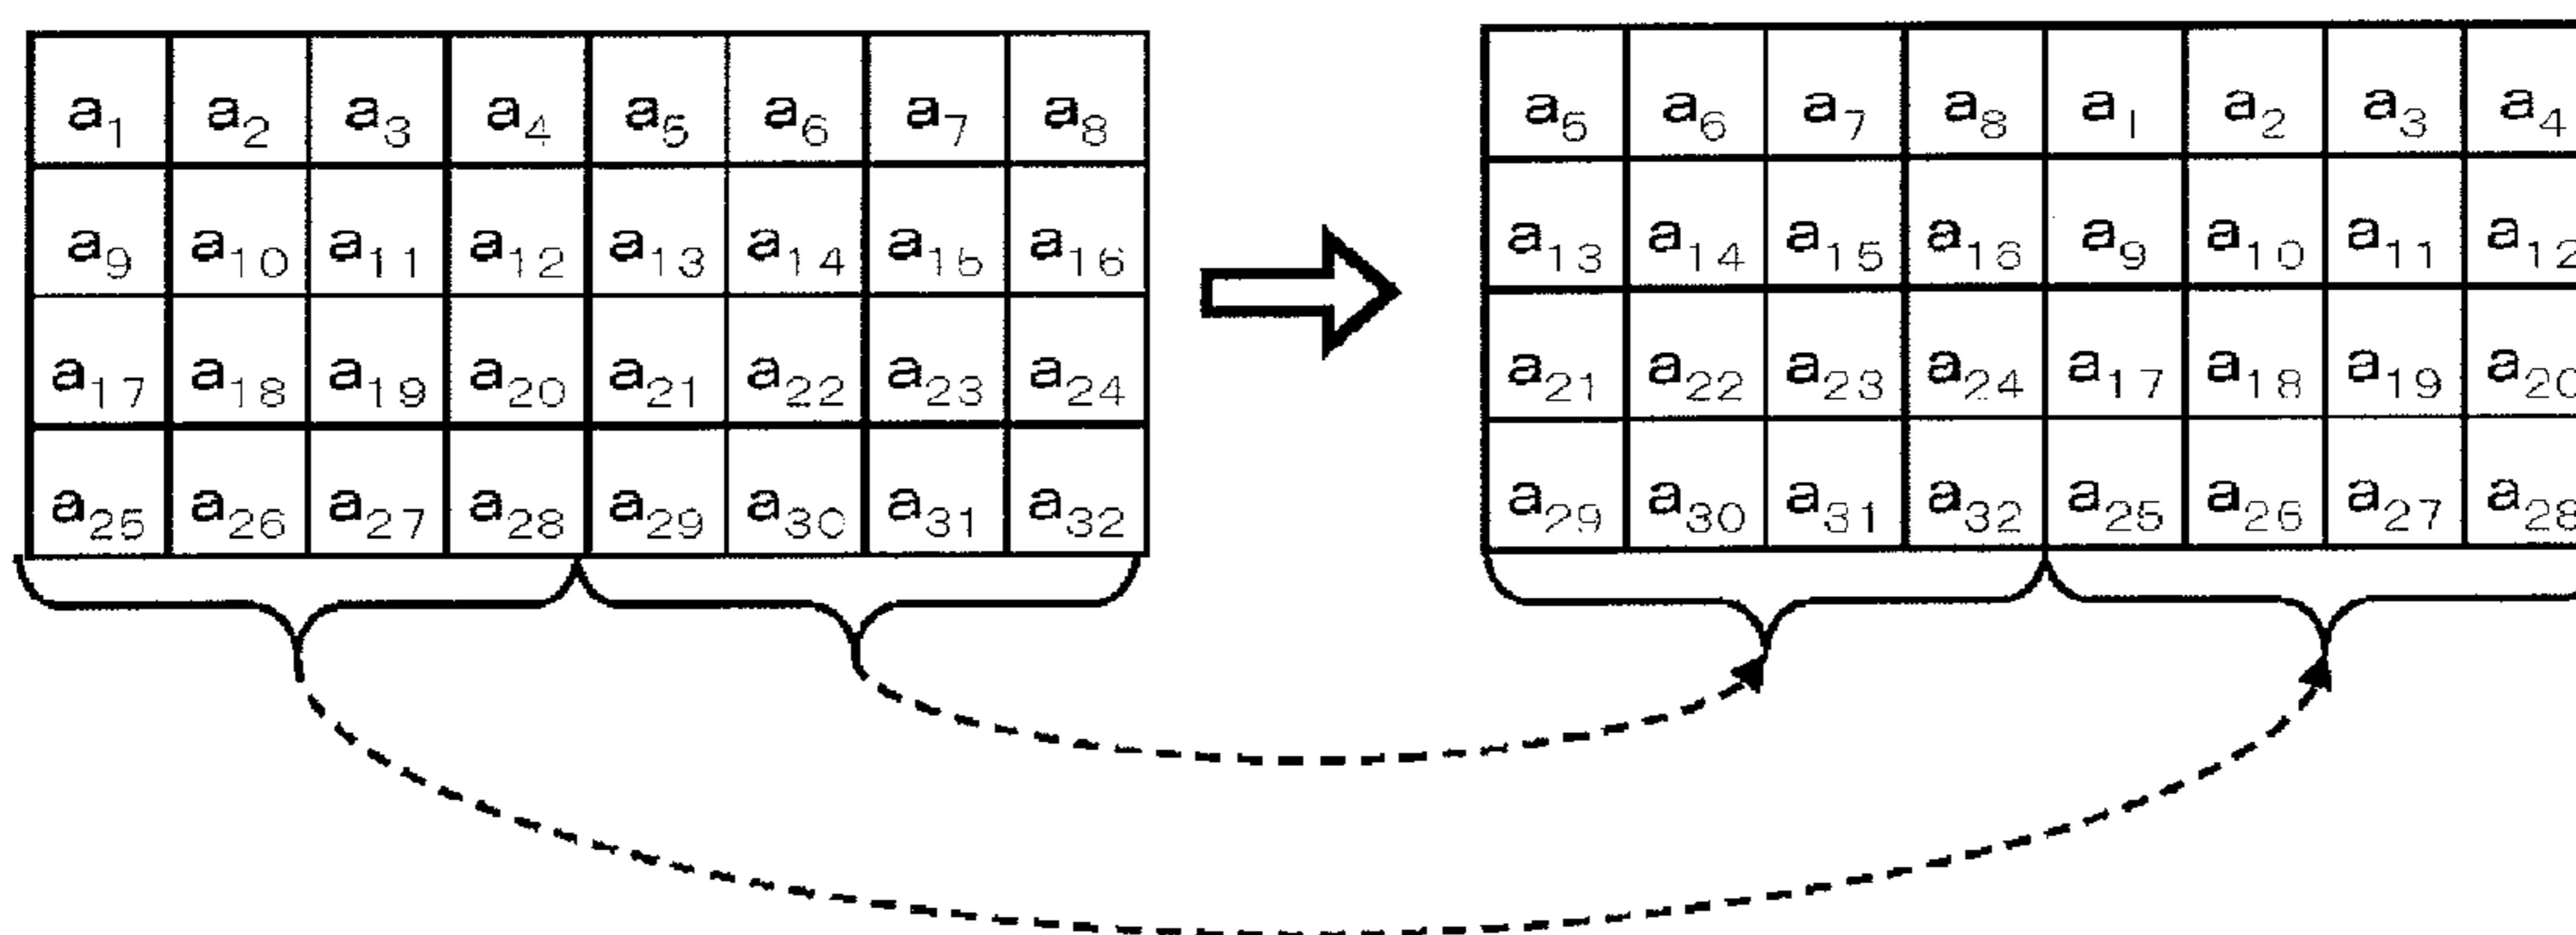 a₁ a₂ a₃ a₄ a₅ a₆ a₇ a₈ a₅ a₆ a₇ a₈ a₁ a₂ a₃ a₄
a₉ a₁₀ a₁₁ a₁₂ a₁₃ a₁₄ a₁₅ a₁₆ a₁₃ a₁₄ a₁₅ a₁₆ a₉ a₁₀ a₁₁ a₁₂
a₁₇ a₁₈ a₁₉ a₂₀ a₂₁ a₂₂ a₂₃ a₂₄ a₂₁ a₂₂ a₂₃ a₂₄ a₁₇ a₁₈ a₁₉ a₂₀
a₂₅ a₂₆ a₂₇ a₂₈ a₂₉ a₃₀ a₃₁ a₃₂ a₂₉ a₃₀ a₃₁ a₃₂ a₂₅ a₂₆ a₂₇ a₂₈